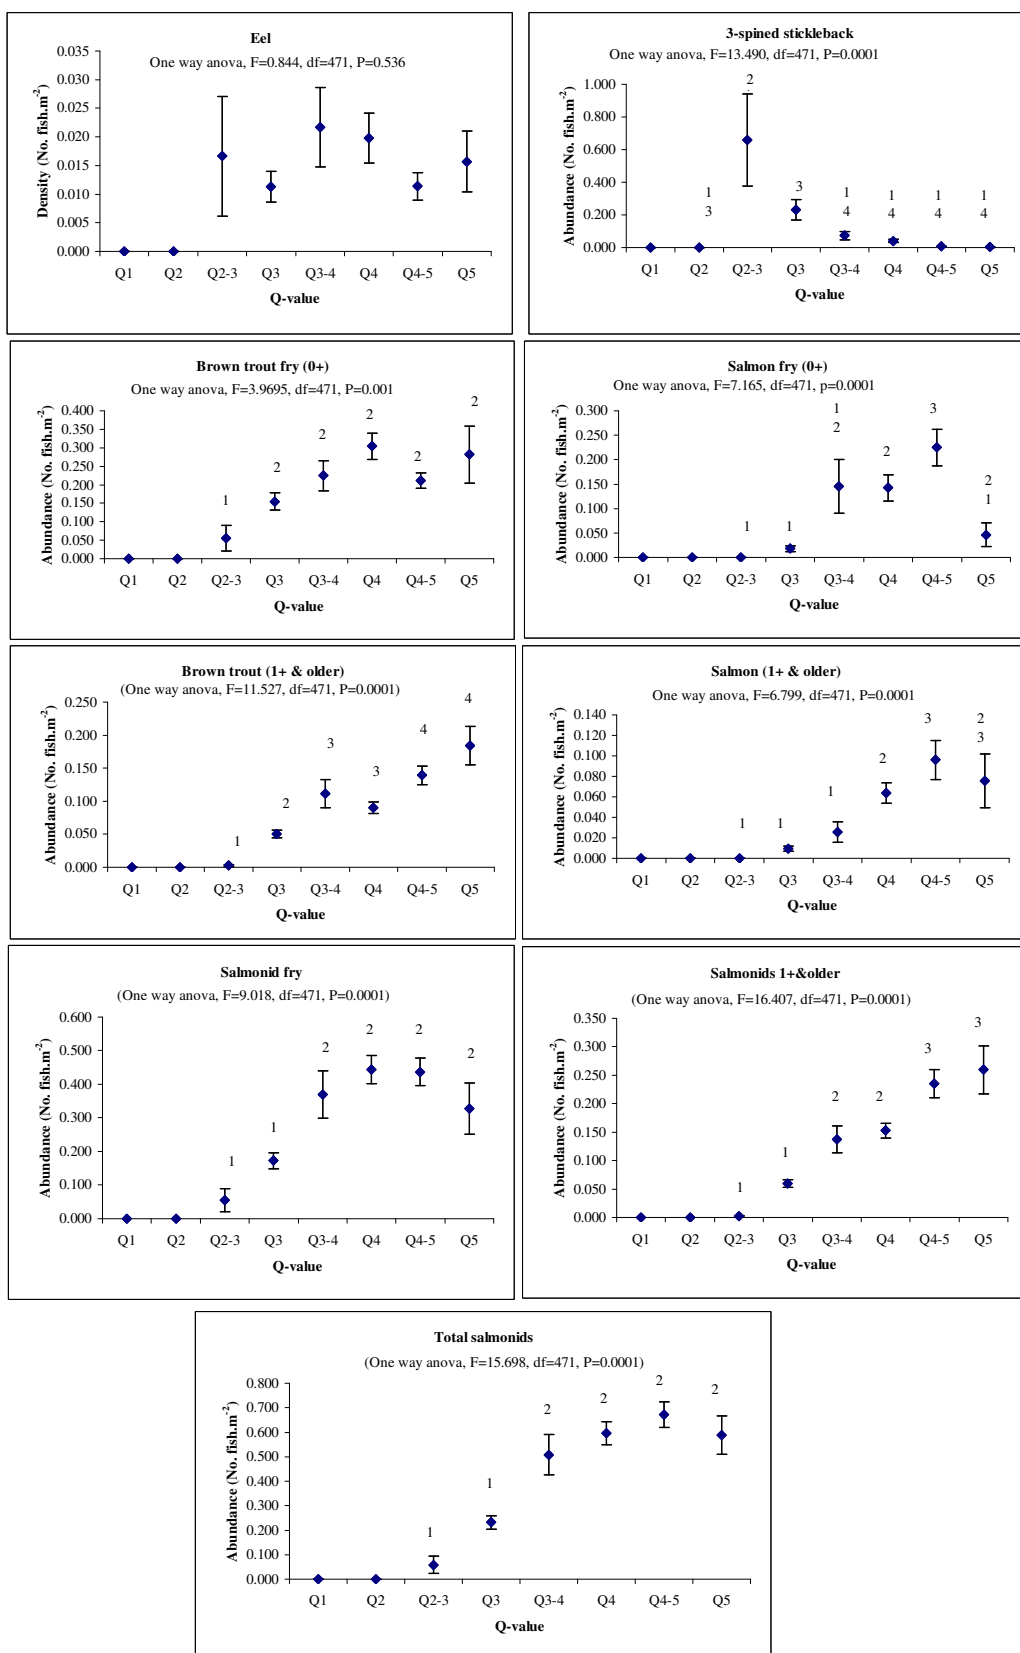 Eel
One way anova, F=0.844, df=471, P=0.536
Density (No. fish.m-2)
0.035
0.030
0.025
0.020
0.015
0.010
0.005
0.000
Q1 Q2 Q2-3 Q3 Q3-4 Q4 Q4-5 Q5
Q-value
3-spined stickleback
One way anova, F=13.490, df=471, P=0.0001
Abundance (No. fish.m-2)
1.000
0.800
0.600
0.400
0.200
0.000
2
1 3 1 1 1 1
3 4 4 4 4
Q1 Q2 Q2-3 Q3 Q3-4 Q4 Q4-5 Q5
Q-value
Brown trout fry (0+)
One way anova, F=3.9695, df=471, P=0.001
Abundance (No. fish.m-2)
0.400
0.350
0.300
0.250
0.200
0.150
0.100
0.050
0.000
1 2 2 2 2 2
Q1 Q2 Q2-3 Q3 Q3-4 Q4 Q4-5 Q5
Q-value
Salmon fry (0+)
One way anova, F=7.165, df=471, p=0.0001
Abundance (No. fish.m-2)
0.300
0.250
0.200
0.150
0.100
0.050
0.000
1 3
2 2 2
1 1 1
Q1 Q2 Q2-3 Q3 Q3-4 Q4 Q4-5 Q5
Q-value
Brown trout (1+ & older)
(One way anova, F=11.527, df=471, P=0.0001)
Abundance (No. fish.m-2)
0.250
0.200
0.150
0.100
0.050
0.000
1 2 3 3 4 4
Q1 Q2 Q2-3 Q3 Q3-4 Q4 Q4-5 Q5
Q-value
Salmon (1+ & older)
One way anova, F=6.799, df=471, P=0.0001
Abundance (No. fish.m-2)
0.140
0.120
0.100
0.080
0.060
0.040
0.020
0.000
3 2
3
1 1 1 2
Q1 Q2 Q2-3 Q3 Q3-4 Q4 Q4-5 Q5
Q-value
Salmonid fry
(One way anova, F=9.018, df=471, P=0.0001)
Abundance (No. fish.m-2)
0.600
0.500
0.400
0.300
0.200
0.100
0.000
1 1 2 2 2 2
Q1 Q2 Q2-3 Q3 Q3-4 Q4 Q4-5 Q5
Q-value
Salmonids 1+&older
(One way anova, F=16.407, df=471, P=0.0001)
Abundance (No. fish.m-2)
0.350
0.300
0.250
0.200
0.150
0.100
0.050
0.000
1 1 2 2 3 3
Q1 Q2 Q2-3 Q3 Q3-4 Q4 Q4-5 Q5
Q-value
Total salmonids
(One way anova, F=15.698, df=471, P=0.0001)
Abundance (No. fish.m-2)
0.800
0.700
0.600
0.500
0.400
0.300
0.200
0.100
0.000
1 1 2 2 2 2
Q1 Q2 Q2-3 Q3 Q3-4 Q4 Q4-5 Q5
Q-value